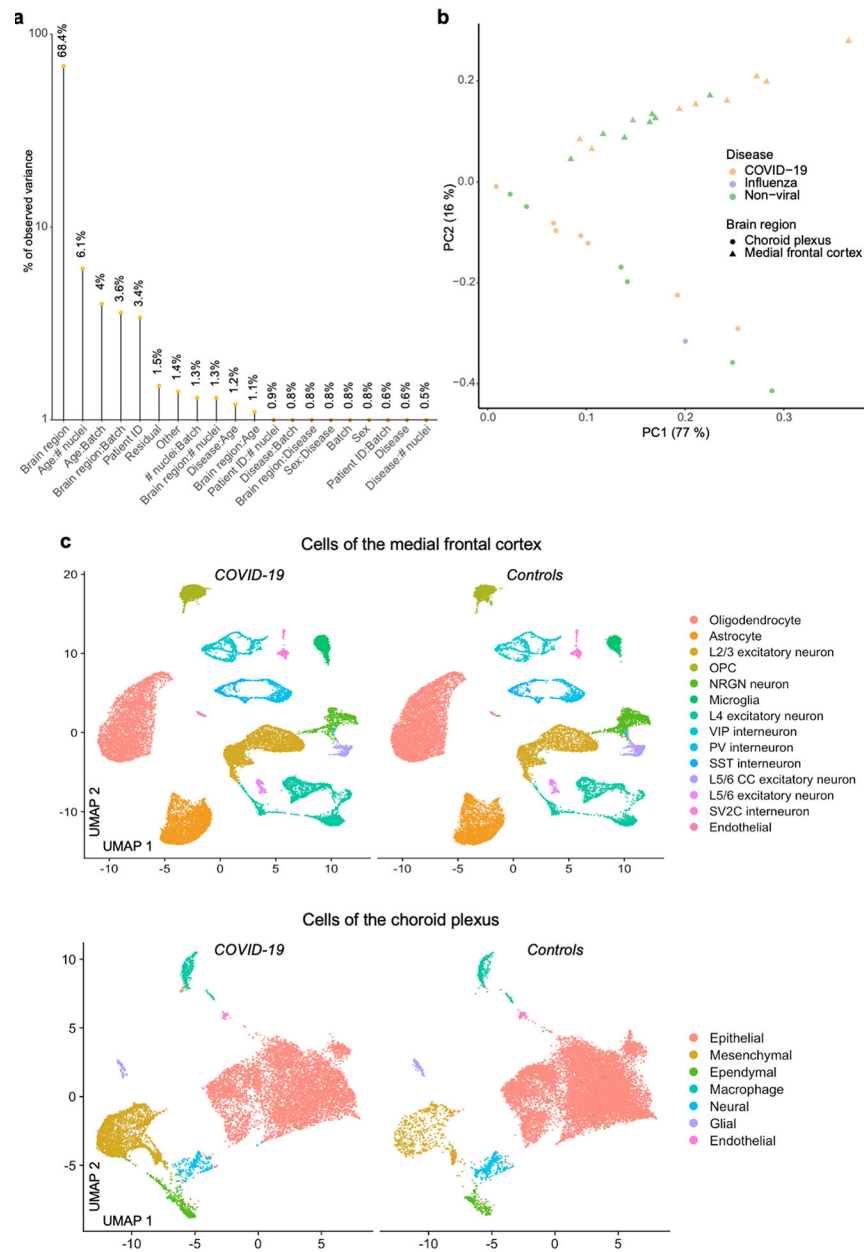 a
100
10
1
% of observed variance
68.4%
6.1%
4%
3.6%
3.4%
1.5%
1.4%
1.3%
1.3%
1.2%
1.1%
0.9%
0.8%
0.8%
0.8%
0.8%
0.8%
0.6%
0.6%
0.5%
Brain region
Age:# nuclei
Age:Batch
Brain region:Batch
Patient ID
Residual
Other
# nuclei:Batch
Brain region:# nuclei
Disease:Age
Brain region:Age
Patient ID:# nuclei
Disease:Batch
Brain region:Disease
Sex:Disease
Batch
Sex
Patient ID:Batch
Disease
Disease:# nuclei
b
0.2
0.0
−0.2
−0.4
PC2 (16 %)
0.0
0.1
0.2
0.3
PC1 (77 %)
Disease
COVID−19
Influenza
Non−viral
Brain region
Choroid plexus
Medial frontal cortex
c
Cells of the medial frontal cortex
COVID-19
Controls
20
10
0
-10
UMAP 2
UMAP 1
-10 -5 0 5 10
-10 -5 0 5 10
Oligodendrocyte
Astrocyte
L2/3 excitatory neuron
OPC
NRGN neuron
Microglia
L4 excitatory neuron
VIP interneuron
PV interneuron
SST interneuron
L5/6 CC excitatory neuron
L5/6 excitatory neuron
SV2C interneuron
Endothelial
Cells of the choroid plexus
COVID-19
Controls
10
5
0
-5
UMAP 2
UMAP 1
-10 -5 0 5
-10 -5 0 5
Epithelial
Mesenchymal
Ependymal
Macrophage
Neural
Glial
Endothelial